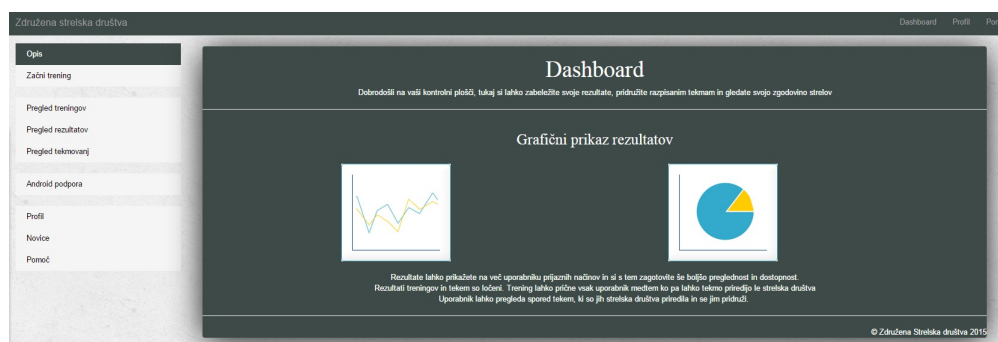 Združena strelska društva
Dashboard Profil
Opis
Začni trening
Pregled treningov
Pregled rezultatov
Pregled tekmovanj
Android podpora
Profil
Novice
Pomoč
Dashboard
Dobrodošli na vaši kontrolni plošči, tukaj si lahko zabeležite svoje rezultate, pridružite razpisanim tekmam in gledate svojo zgodovino strelov
Grafični prikaz rezultatov
Rezultate lahko prikažete na več uporabniku prijaznih načinov in si s tem zagotovite še boljšo preglednost in dostopnost.
Rezultati treningov in tekem so ločeni. Trening lahko prične vsak uporabnik medtem ko pa lahko tekmo priredijo le strelska društva
Uporabnik lahko pregleda spored tekem, ki so jih strelska društva priredila in se jim pridruži.
© Združena Strelska društva 2015